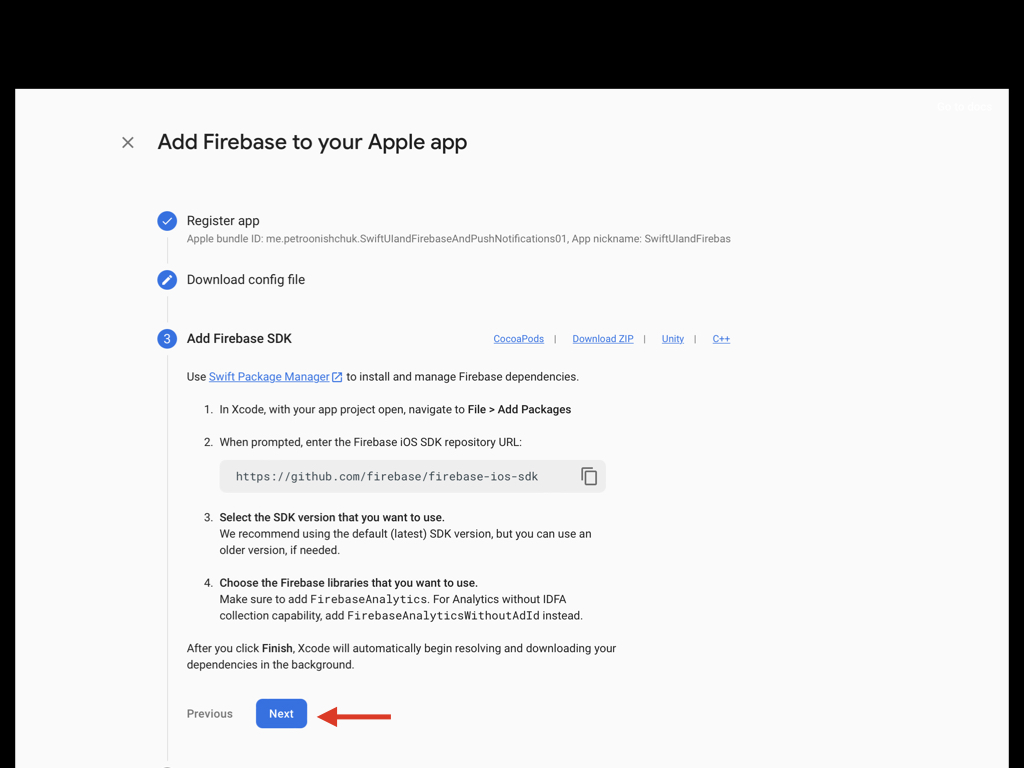 Go to docs
Add Firebase to your Apple app
Register app
Apple bundle ID: me.petroonishchuk.SwiftUIandFirebaseAndPushNotifications01, App nickname: SwiftUIandFirebas
Download config file
3 Add Firebase SDK CocoaPods | Download ZIP | Unity | C++
Use Swift Package Manager to install and manage Firebase dependencies.
1. In Xcode, with your app project open, navigate to File > Add Packages
2. When prompted, enter the Firebase iOS SDK repository URL:
https://github.com/firebase/firebase-ios-sdk
3. Select the SDK version that you want to use.
We recommend using the default (latest) SDK version, but you can use an
older version, if needed.
4. Choose the Firebase libraries that you want to use.
Make sure to add FirebaseAnalytics. For Analytics without IDFA
collection capability, add FirebaseAnalyticsWithoutAdId instead.
After you click Finish, Xcode will automatically begin resolving and downloading your
dependencies in the background.
Previous Next